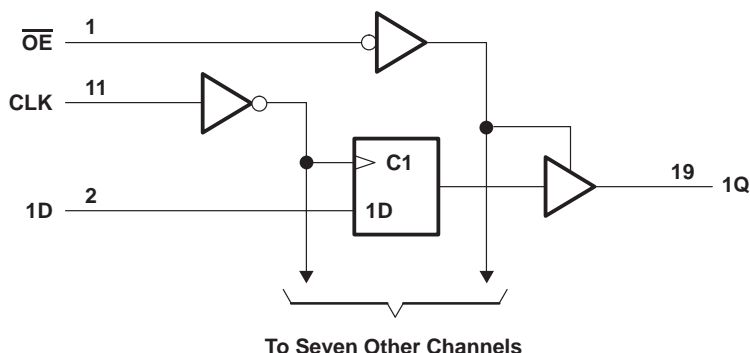 OE 1
CLK 11
C1
1D 2 1D
19 1Q
To Seven Other Channels